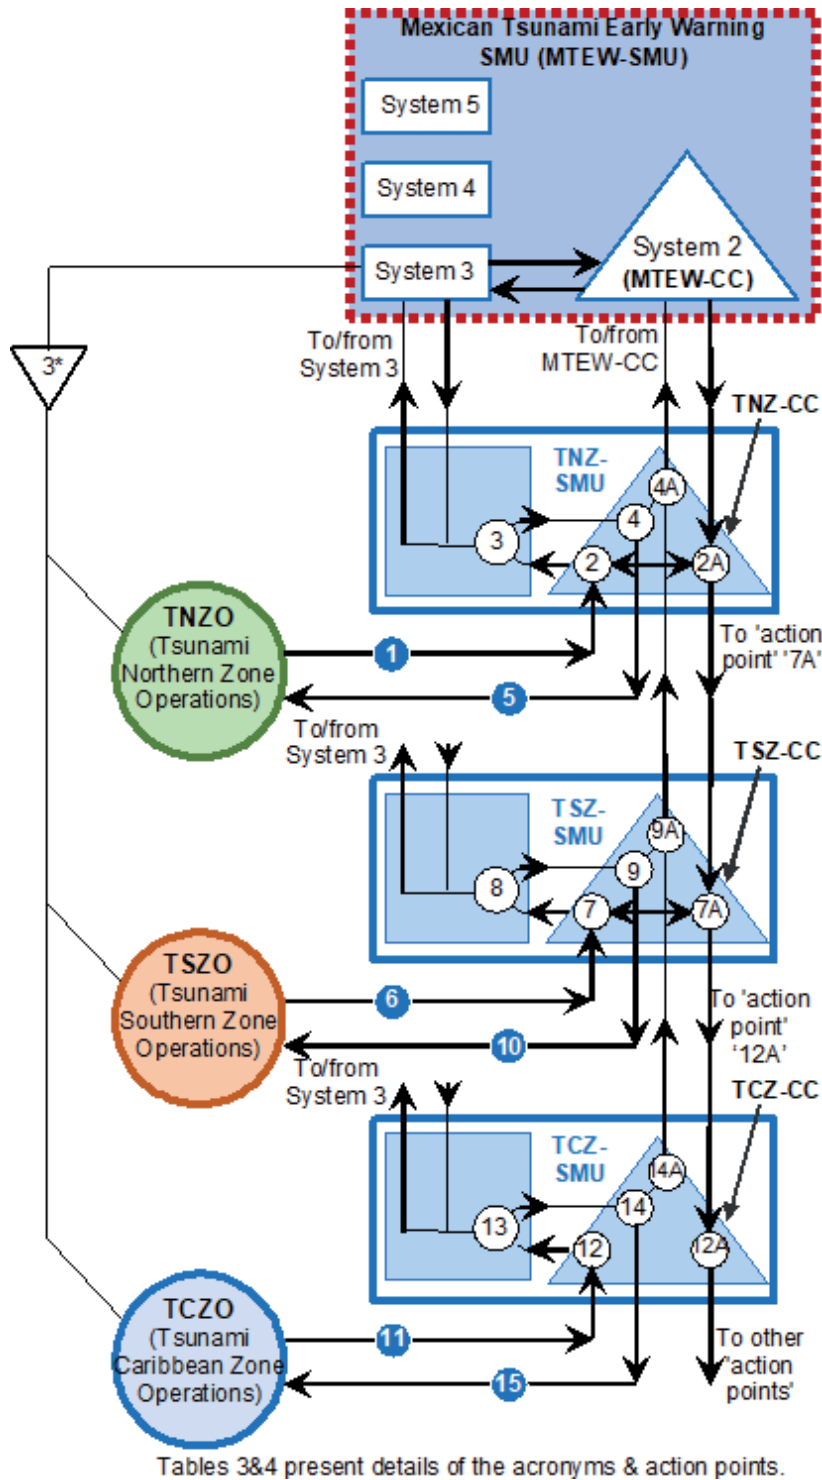 Mexican Tsunami Early Warning
SMU (MTEW-SMU)
System 5
System 4
System 3
System 2
(MTEW-CC)
3*
To/from
System 3
To/from
MTEW-CC
TNZ-CC
TNZ-
SMU
4A
4
3
2
2A
TNZO
(Tsunami
Northern Zone
Operations)
1
5
To 'action
point' '7A'
To/from
System 3
TSZ-CC
TSZ-
SMU
9A
9
8
7
7A
TSZO
(Tsunami
Southern Zone
Operations)
6
10
To 'action
point'
‘12A’
To/from
System 3
TCZ-CC
TCZ-
SMU
14A
14
13
12
12A
TCZO
(Tsunami
Caribbean Zone
Operations)
11
15
To other
'action
points'
Tables 3&4 present details of the acronyms & action points.